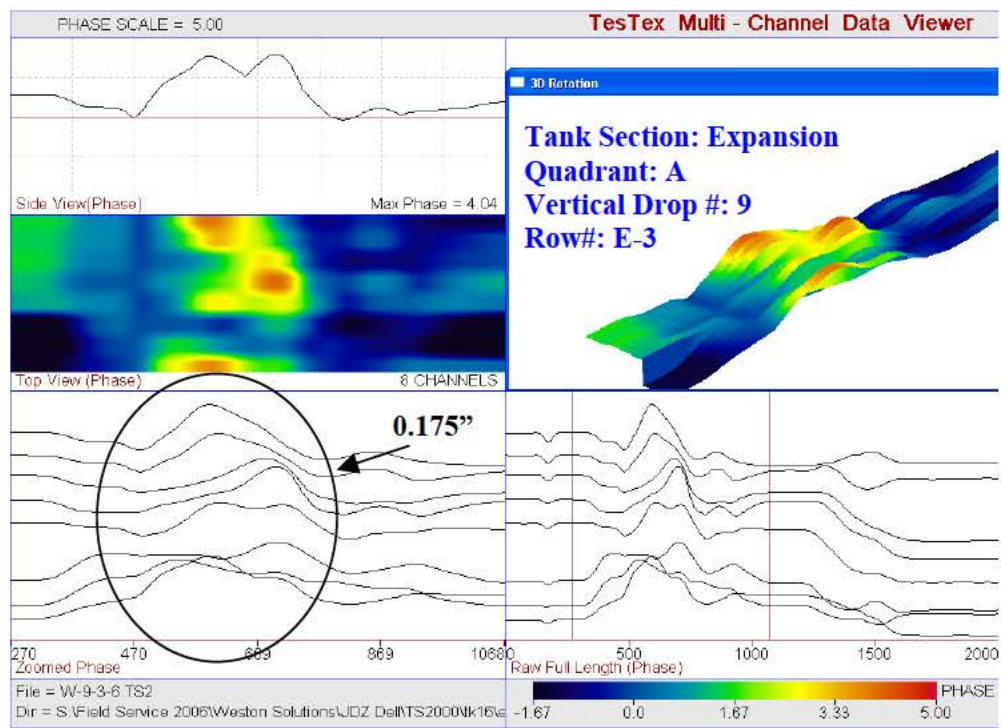 PHASE SCALE = 5.00
TesTex Multi - Channel Data Viewer
Side View(Phase)
Max Phase = 4.04
3D Rotation
Tank Section: Expansion
Quadrant: A
Vertical Drop #: 9
Row#: E-3
Top View (Phase)
8 CHANNELS
0.175”
270 470 669 869 1068
Zoomed Phase
0 500 1000 1500 2000
Raw Full Length (Phase)
File = W-9-3-6.TS2
Dir = S:\Field Service 2006\Weston Solutions\JDZ Dell\TS2000\tk16\e
-1.67 0.0 1.67 3.33 5.00
PHASE